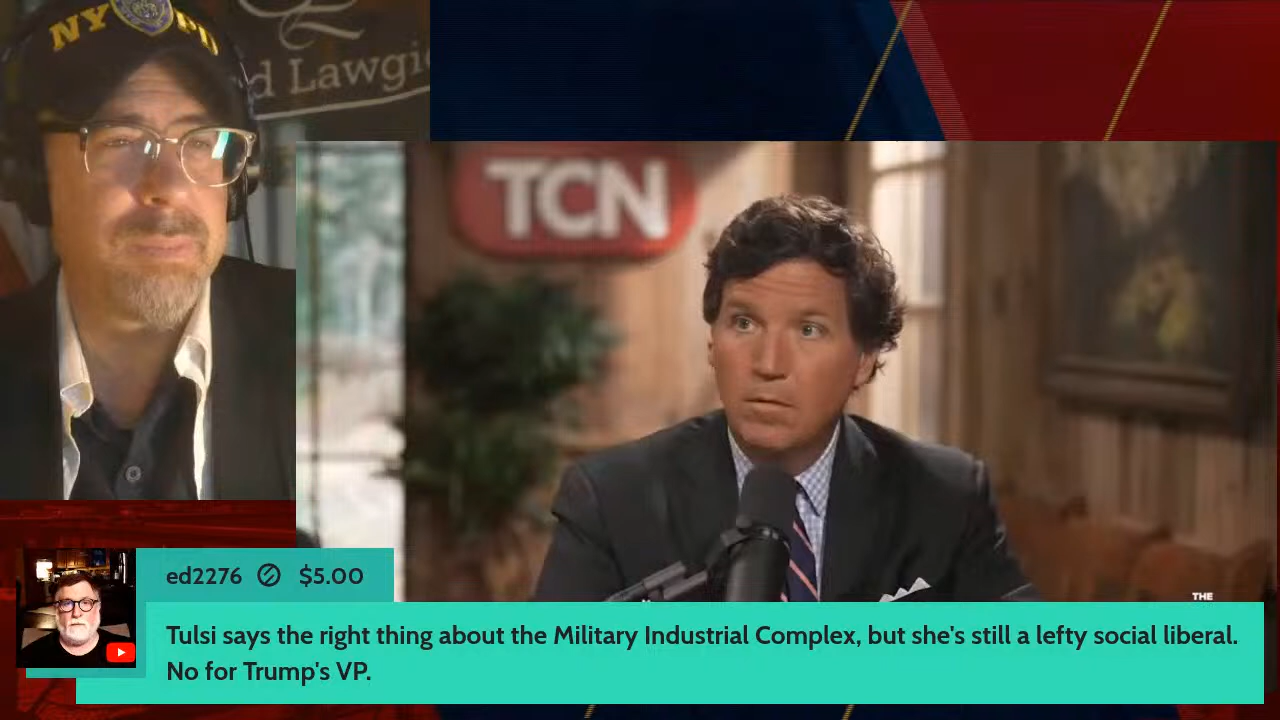 NYPD
d Lawgi
TCN
ed2276 $5.00
THE
Tulsi says the right thing about the Military Industrial Complex, but she's still a lefty social liberal.
No for Trump's VP.